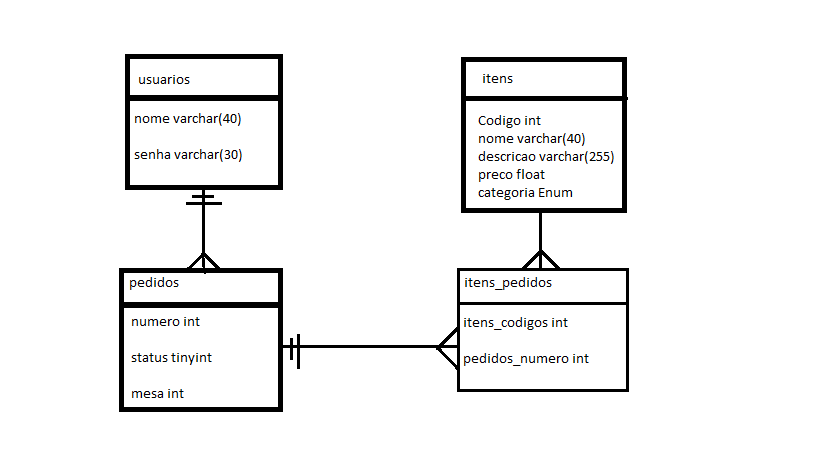 usuarios
nome varchar(40)
senha varchar(30)
itens
Codigo int
nome varchar(40)
descricao varchar(255)
preco float
categoria Enum
pedidos
numero int
status tinyint
mesa int
itens_pedidos
itens_codigos int
pedidos_numero int